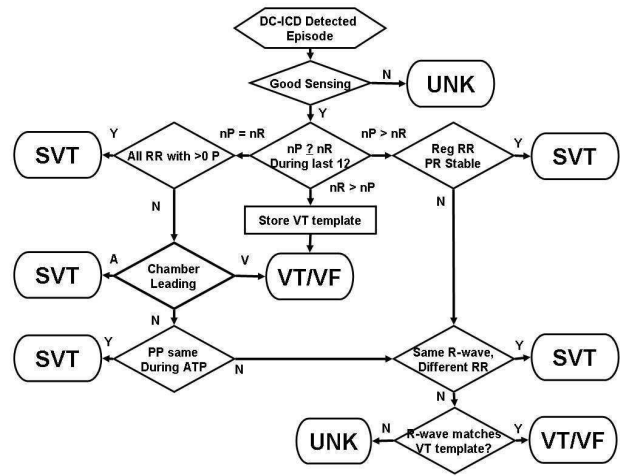 DC-ICD Detected
Episode
Good Sensing
N
UNK
Y
nP = nR
nP > nR
Y
SVT
All RR with >0 P
nP ? nR
During last 12
Reg RR
PR Stable
Y
SVT
nR > nP
N
N
Store VT template
A
SVT
Chamber
Leading
V
VT/VF
N
Y
SVT
PP same
During ATP
N
Same R-wave,
Different RR
Y
SVT
N
UNK
N
R-wave matches
VT template?
Y
VT/VF